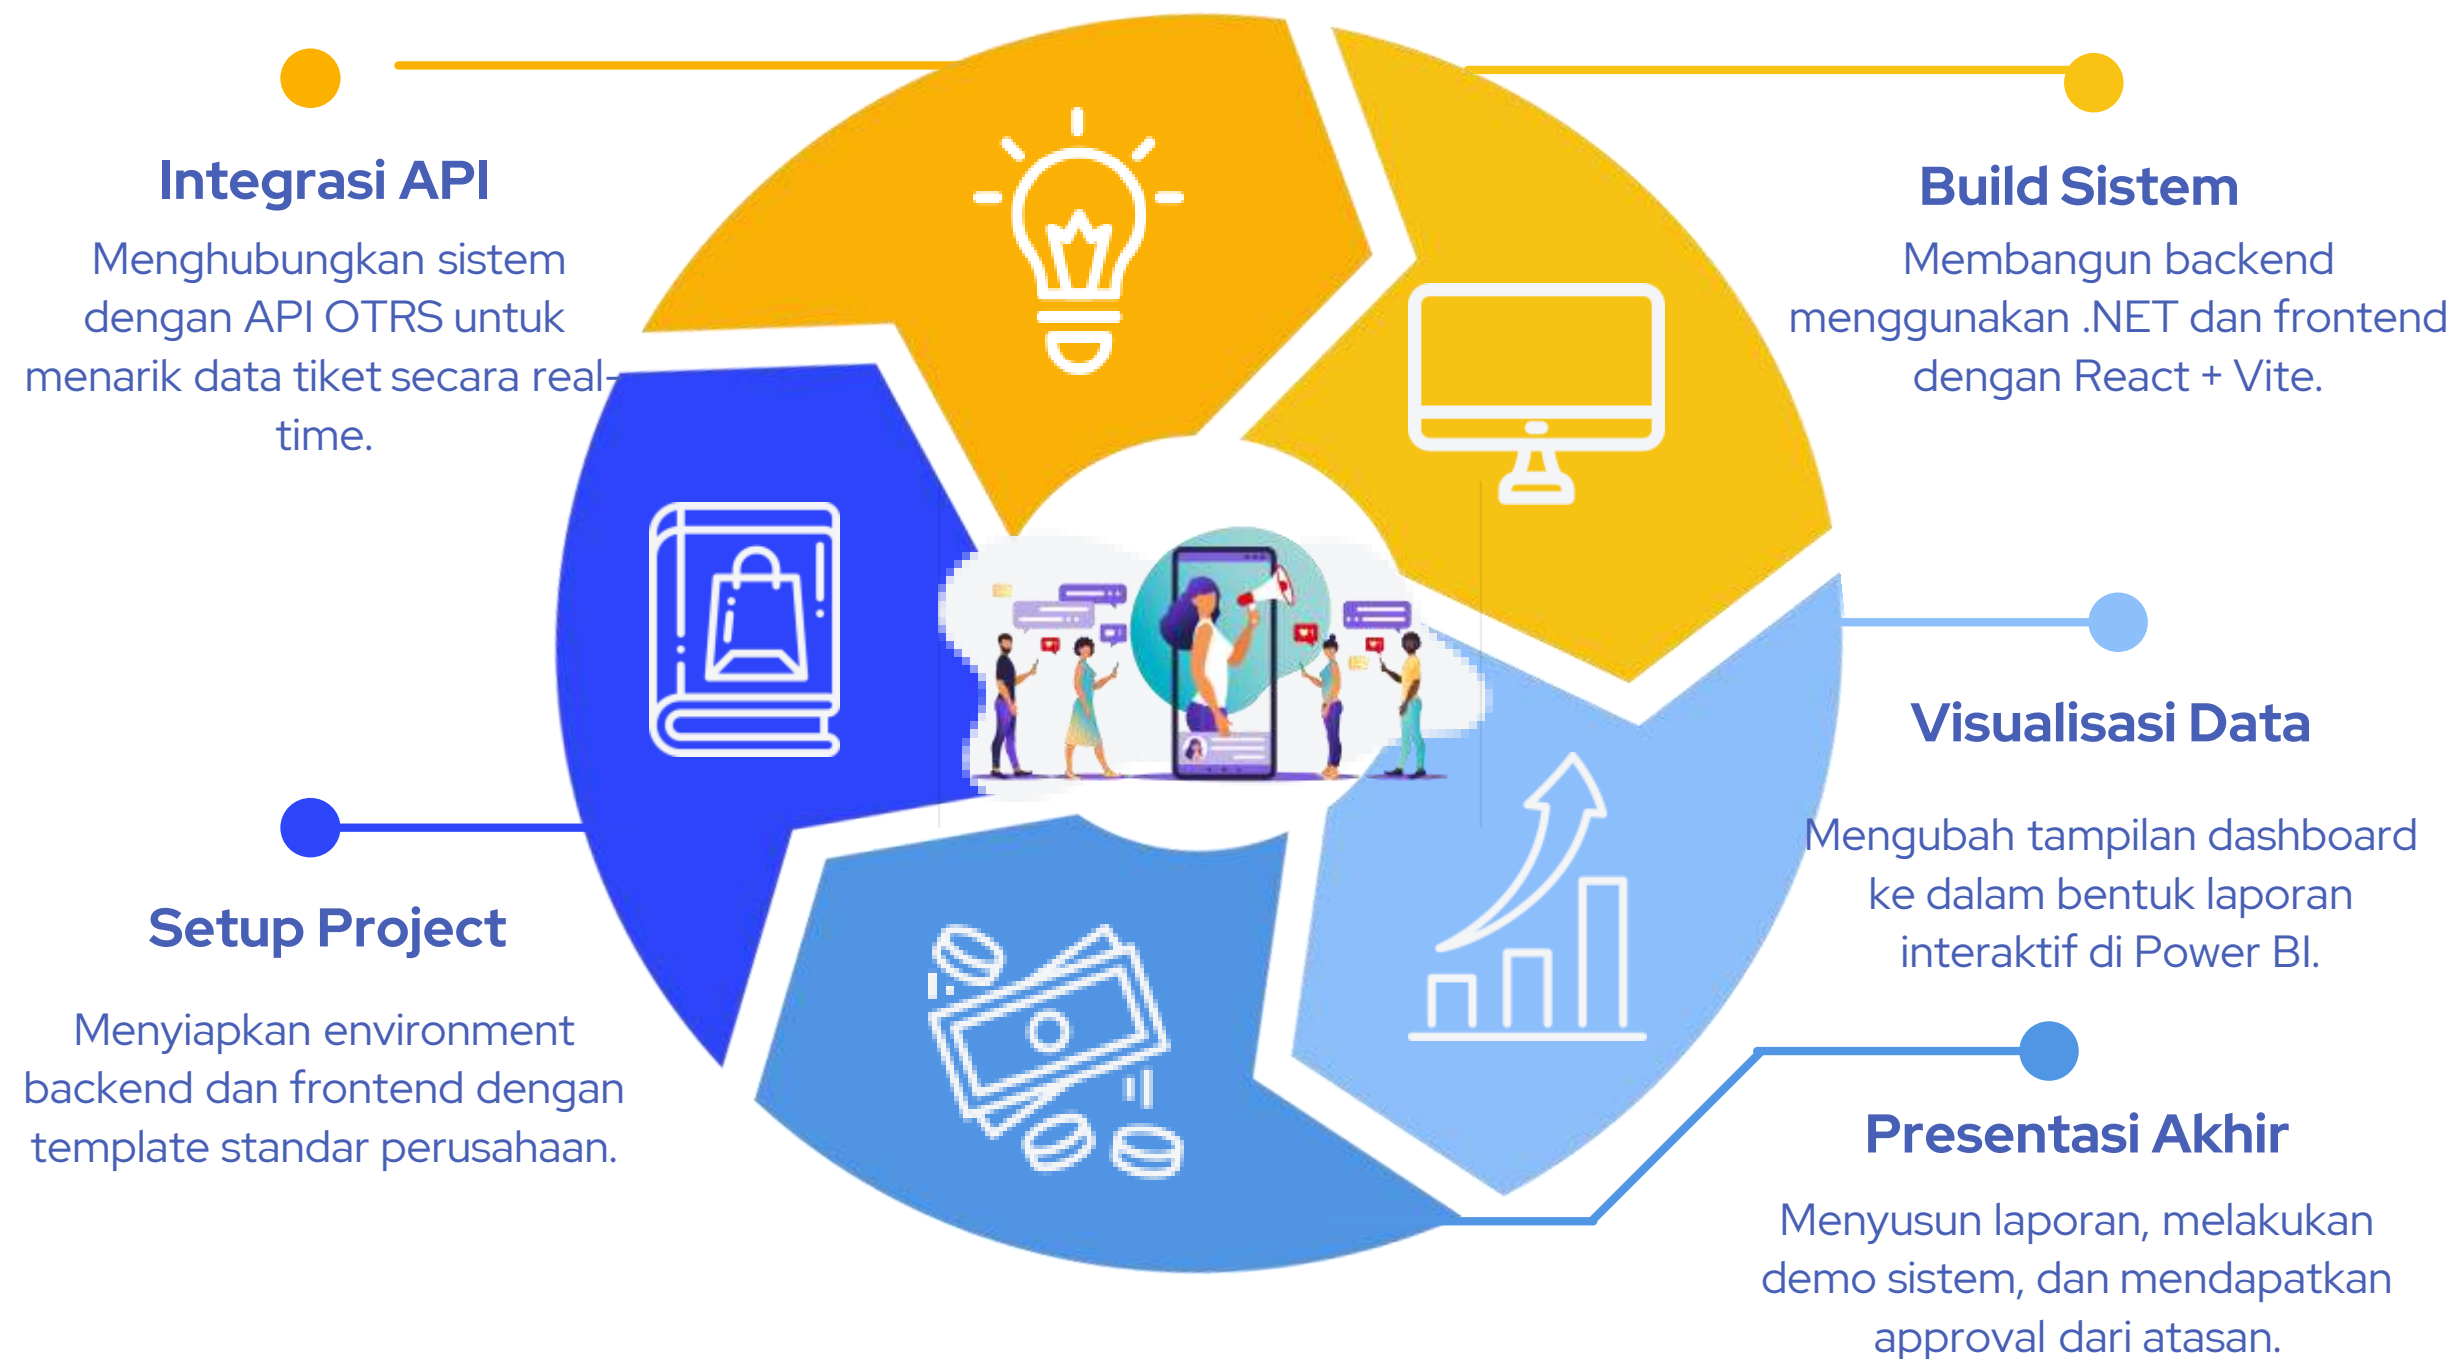 Integrasi API
Menghubungkan sistem
dengan API OTRS untuk
menarik data tiket secara real-
time.
Setup Project
Menyiapkan environment
backend dan frontend dengan
template standar perusahaan.
Build Sistem
Membangun backend
menggunakan .NET dan frontend
dengan React + Vite.
Visualisasi Data
Mengubah tampilan dashboard
ke dalam bentuk laporan
interaktif di Power BI.
Presentasi Akhir
Menyusun laporan, melakukan
demo sistem, dan mendapatkan
approval dari atasan.